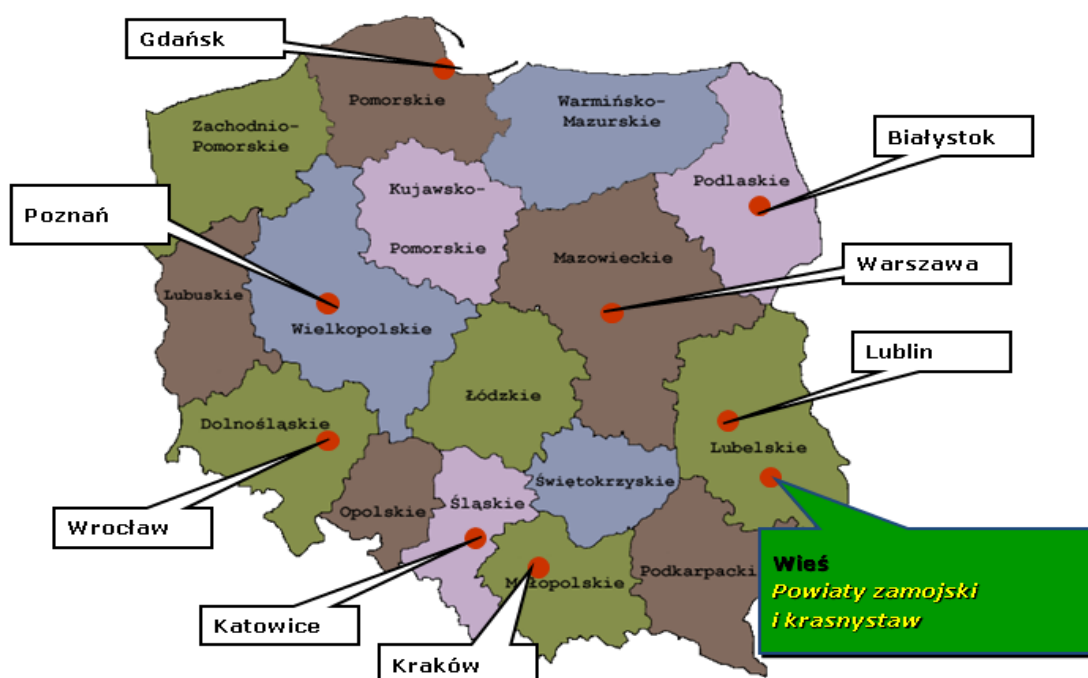 Gdańsk
Pomorskie
Warmińsko-
Mazurskie
Zachodnio-
Pomorskie
Białystok
Podlaskie
Kujawsko-
Pomorskie
Poznań
Mazowieckie
Warszawa
Lubuskie
Wielkopolskie
Lublin
Łódzkie
Dolnośląskie
Lubelskie
Świętokrzyskie
Śląskie
Opolskie
Wrocław
Wieś
Powiaty zamojski
i krasnystaw
Podkarpacki
Małopolskie
Katowice
Kraków